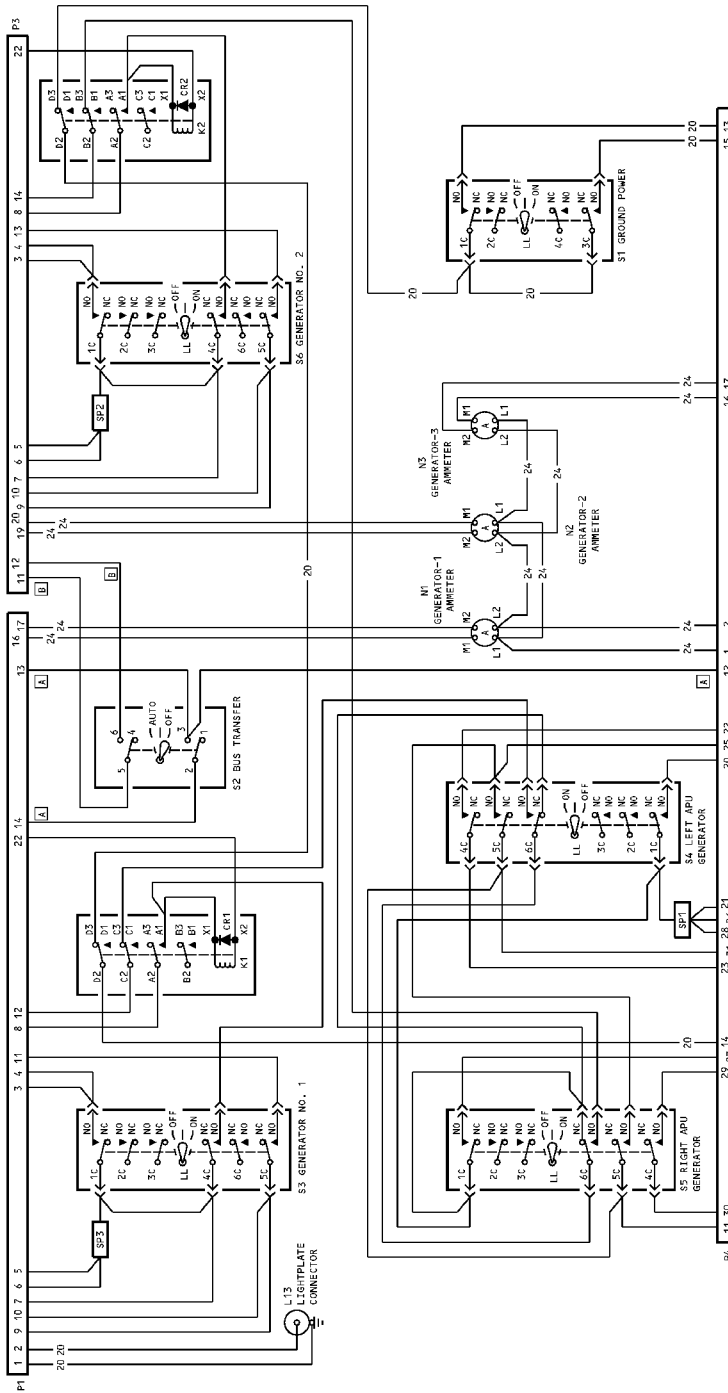 P1
1 2 9 10 7 6 5 3 4 11 8 12 22 14 13 16 17
11 12 19 20 9 10 7 6 5 3 4 13 8 14 22
P3
20 20
A
A
24 24
B
B
24 24
L13
LIGHTPLATE
CONNECTOR
SP3
1C NO
NC
2C NO
NC
3C NO
NC
LL OFF
ON
4C NC
NO
6C NC
NO
5C NC
NO
S3 GENERATOR NO. 1
D2 D3
D1
C2 C3
C1
A2 A3
A1
B2 B3
B1
X1
CR1
K1 X2
5 6
4
AUTO
OFF
2 3
1
S2 BUS TRANSFER
SP2
1C NO
NC
2C NO
NC
3C NO
NC
LL OFF
ON
4C NC
NO
6C NC
NO
5C NC
NO
S6 GENERATOR NO. 2
D2 D3
D1
B2 B3
B1
A2 A3
A1
C2 C3
C1
X1
CR2
K2 X2
20
20
20
N1
GENERATOR-1
AMMETER
M1 M2
A
L1 L2
24
24
N2
GENERATOR-2
AMMETER
M2 M1
A
L2 L1
24
24
N3
GENERATOR-3
AMMETER
M2 M1
A
L2 L1
1C NO
NC
2C NO
NC
3C NO
NC
LL OFF
ON
6C NC
NO
5C NC
NO
4C NC
NO
S5 RIGHT APU
GENERATOR
4C NO
NC
5C NO
NC
6C NO
NC
LL ON
OFF
3C NC
NO
2C NC
NO
1C NC
NO
S4 LEFT APU
GENERATOR
SP1
1C NO
NC
2C NO
NC
LL OFF
ON
4C NC
NO
3C NC
NO
S1 GROUND POWER
20
A
24 24
24 24
20 20
11 30 29 14 23 28 21 20 25 22 12 1 2 16 17 15 13